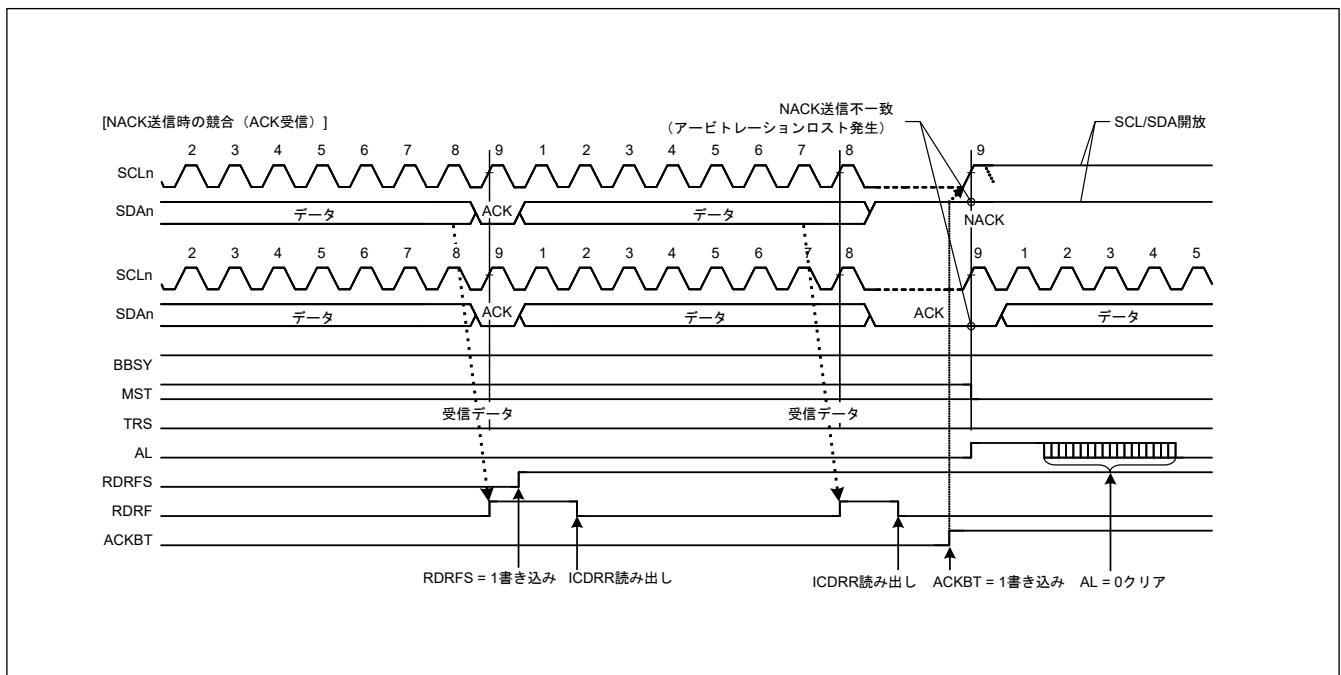 [NACK送信時の競合（ACK受信）]
NACK送信不一致
（アービトレーションロスト発生）
SCL/SDA開放
2 3 4 5 6 7 8 9 1 2 3 4 5 6 7 8 9
SCLn
SDAn
データ ACK データ NACK
2 3 4 5 6 7 8 9 1 2 3 4 5 6 7 8 9 1 2 3 4 5
SCLn
SDAn
データ ACK データ ACK データ
BBSY
MST
受信データ 受信データ
TRS
AL
RDRFS
RDRF
ACKBT
RDRFS = 1書き込み ICDRR読み出し ICDRR読み出し ACKBT = 1書き込み AL = 0クリア